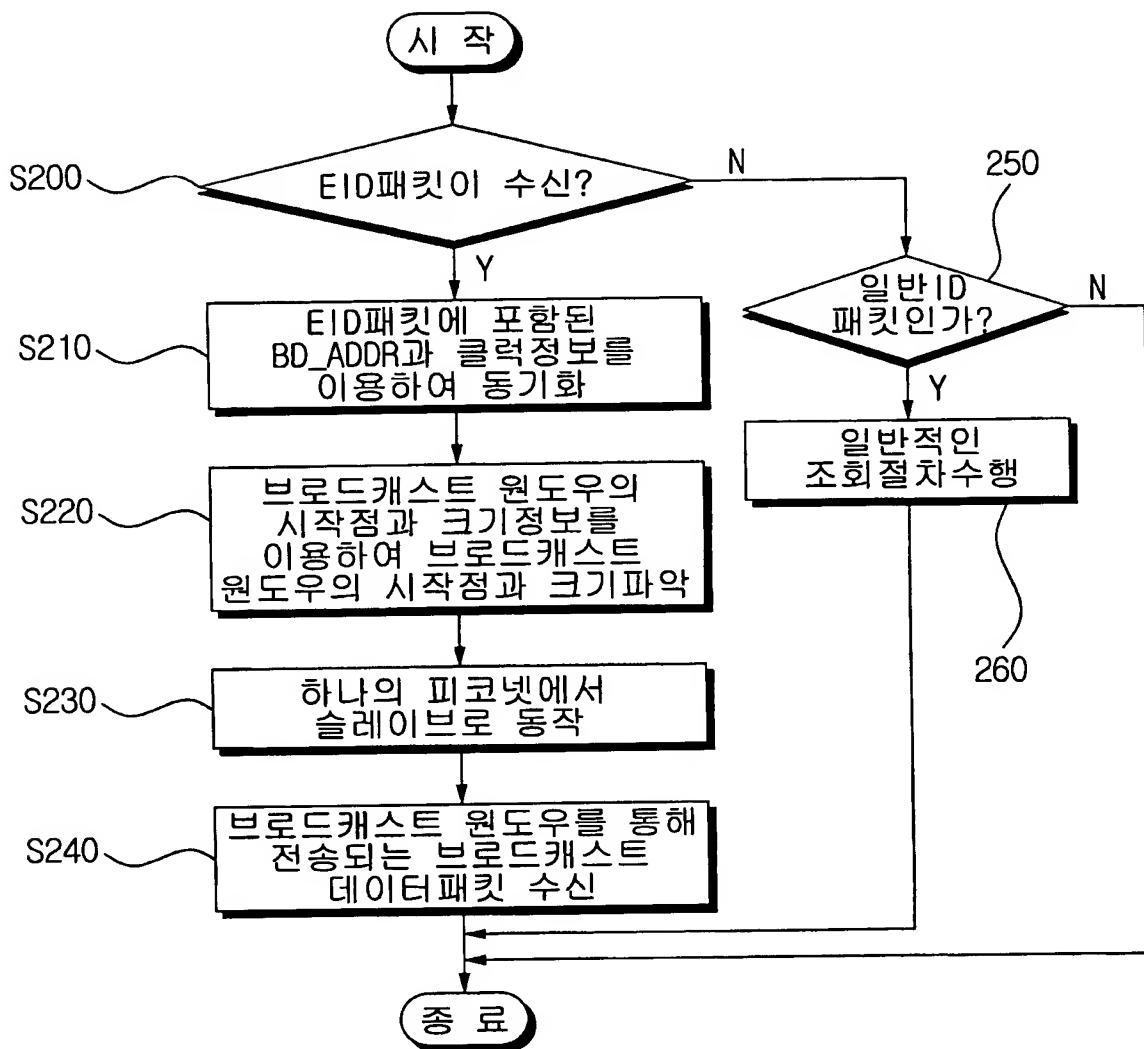 시 작
S200
EID패킷이 수신?
N
Y
250
일반ID
패킷인가?
N
Y
S210
EID패킷에 포함된
BD_ADDR과 클럭정보를
이용하여 동기화
일반적인
조회절차수행
260
S220
브로드캐스트 윈도우의
시작점과 크기정보를
이용하여 브로드캐스트
윈도우의 시작점과 크기파악
S230
하나의 피코넷에서
슬레이브로 동작
S240
브로드캐스트 윈도우를 통해
전송되는 브로드캐스트
데이터패킷 수신
종 료